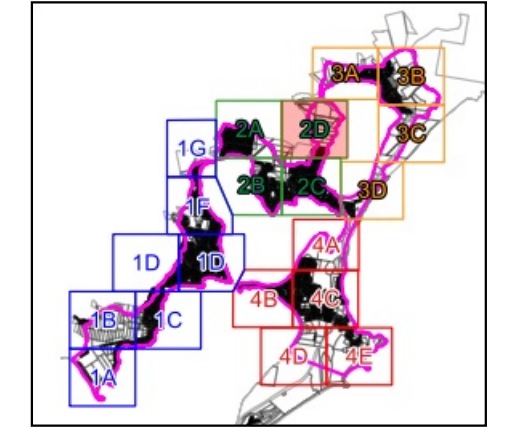 3A 3B
2A 2D 3C
1G
2B 2C 3D
1F
4A
1D 1D
4B 4C
1B 1C
4D 4E
1A